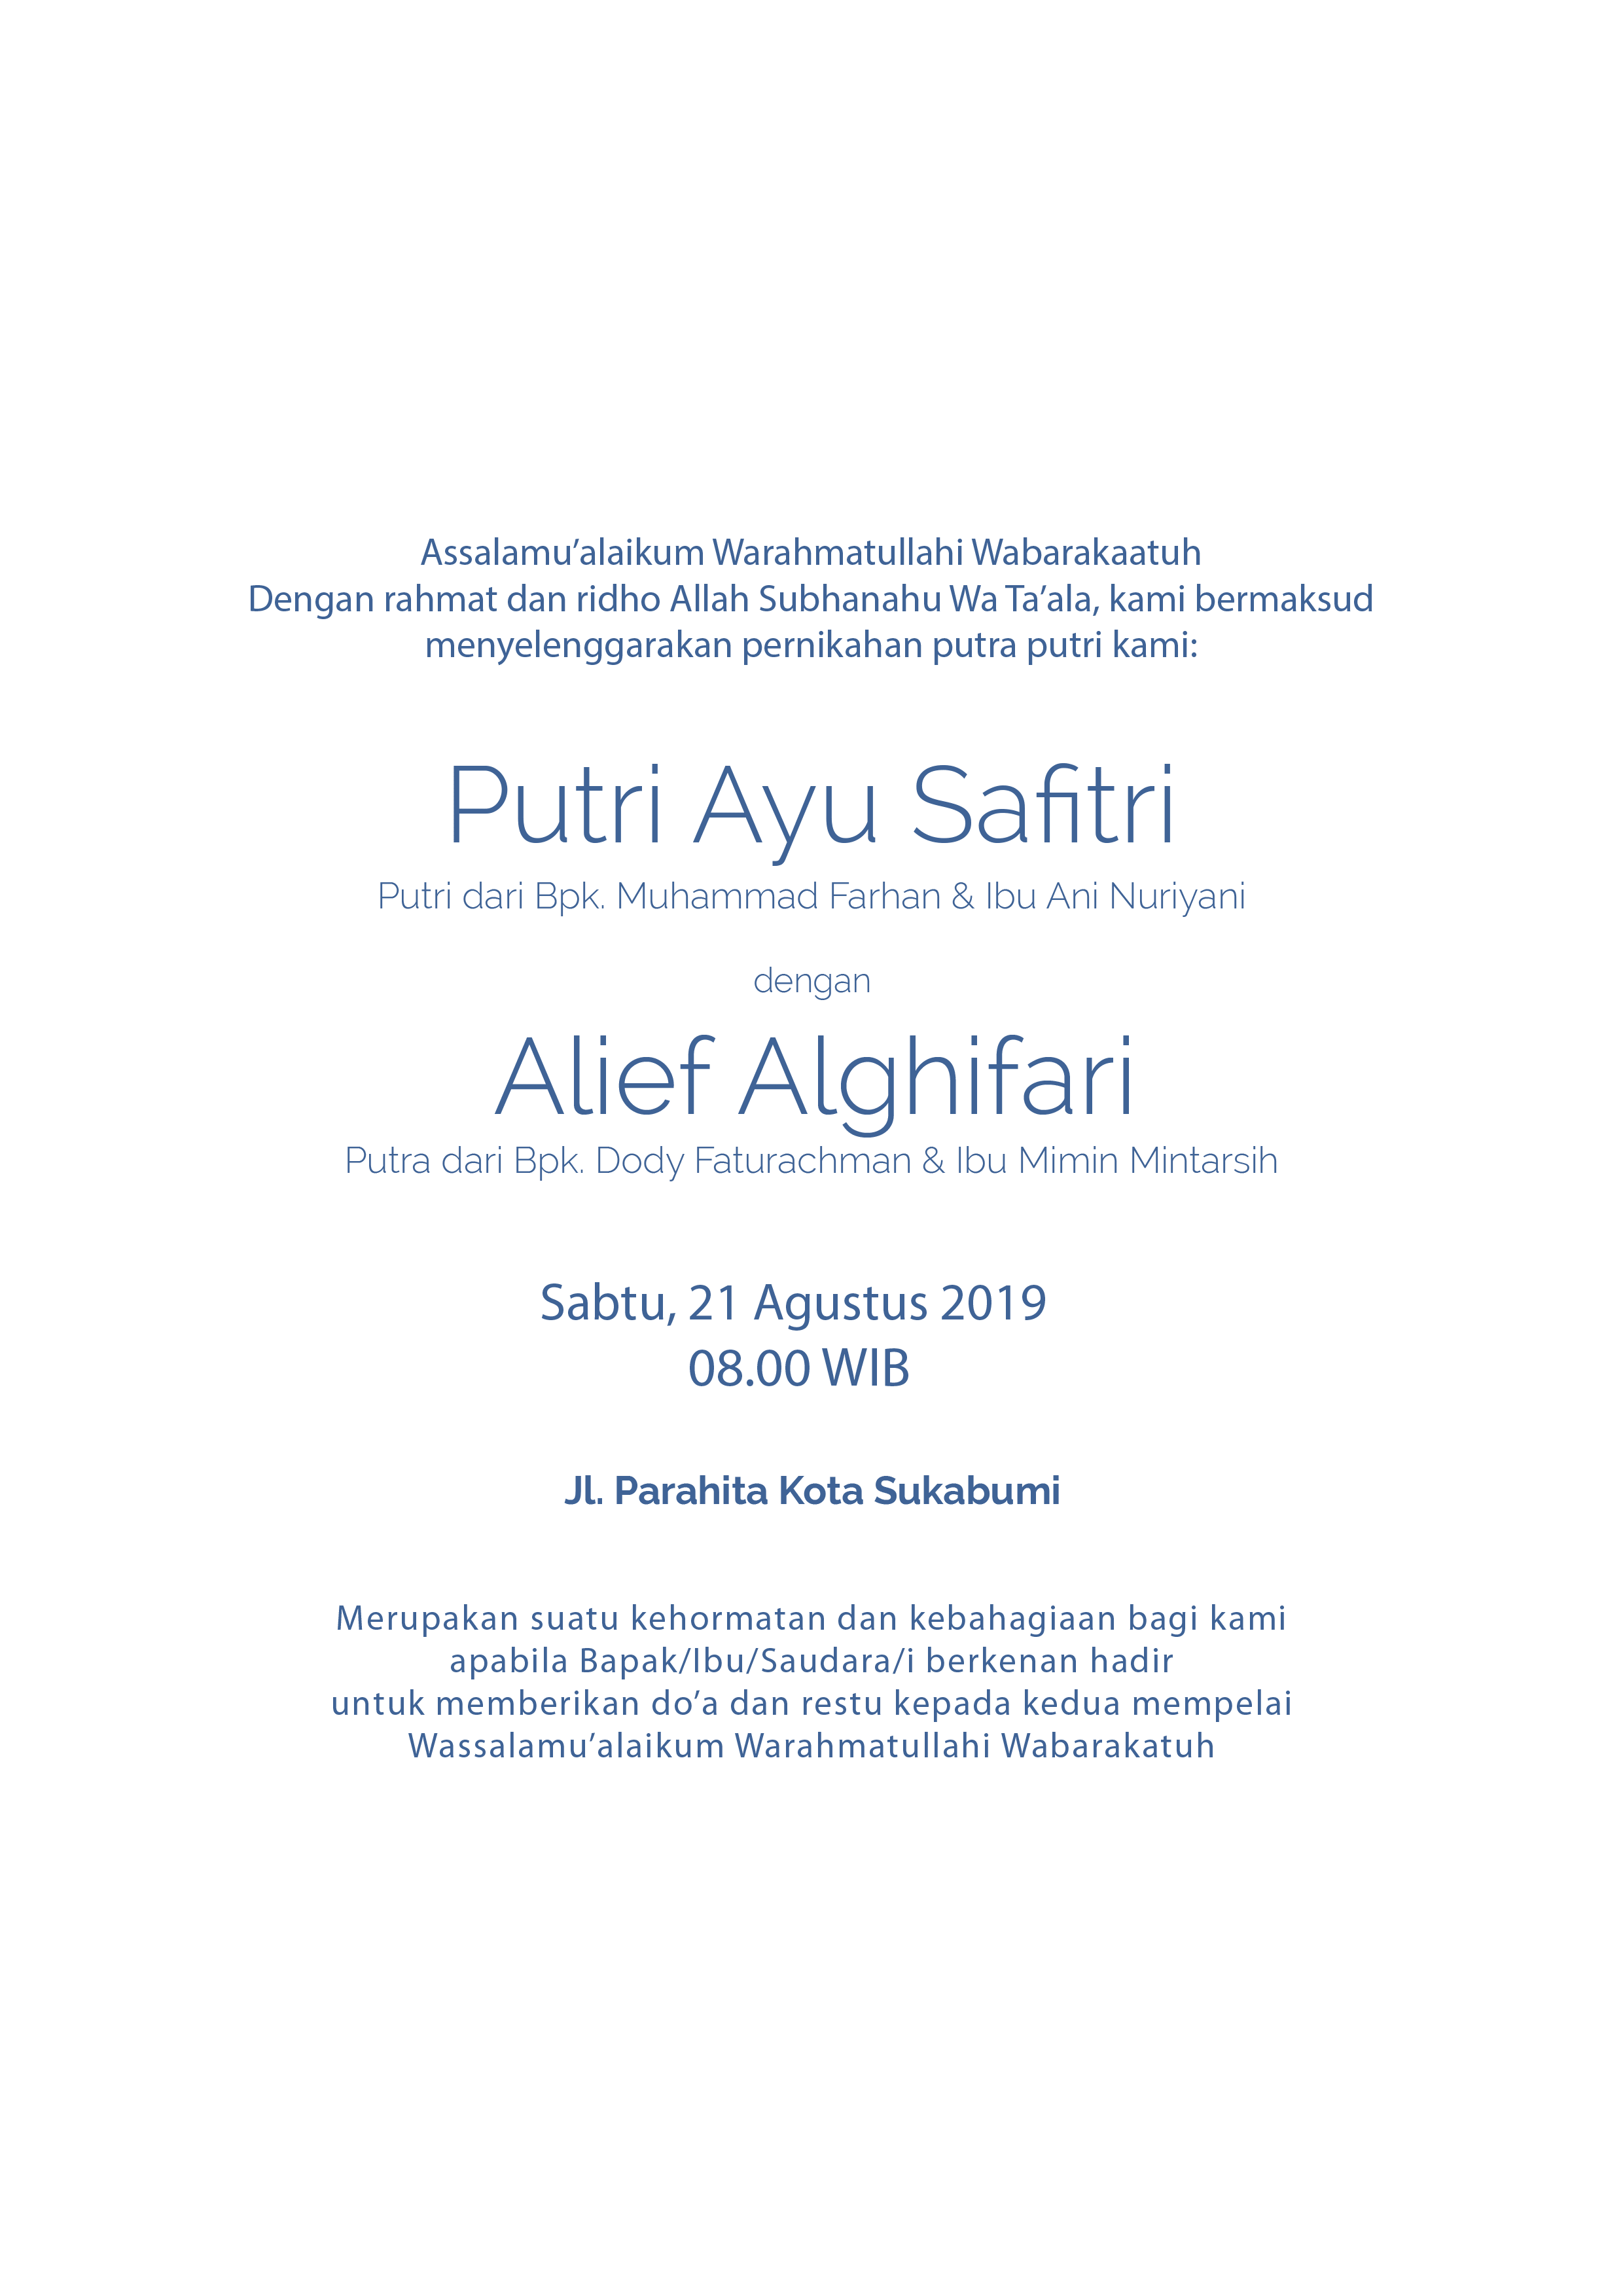 Assalamu’alaikum Warahmatullahi Wabarakaatuh
Dengan rahmat dan ridho Allah Subhanahu Wa Ta’ala, kami bermaksud
menyelenggarakan pernikahan putra putri kami:
Putri Ayu Safitri
Putri dari Bpk. Muhammad Farhan & Ibu Ani Nuriyani
dengan
Alief Alghifari
Putra dari Bpk. Dody Faturachman & Ibu Mimin Mintarsih
Sabtu, 21 Agustus 2019
08.00 WIB
Jl. Parahita Kota Sukabumi
Merupakan suatu kehormatan dan kebahagiaan bagi kami
apabila Bapak/Ibu/Saudara/i berkenan hadir
untuk memberikan do’a dan restu kepada kedua mempelai
Wassalamu’alaikum Warahmatullahi Wabarakatuh